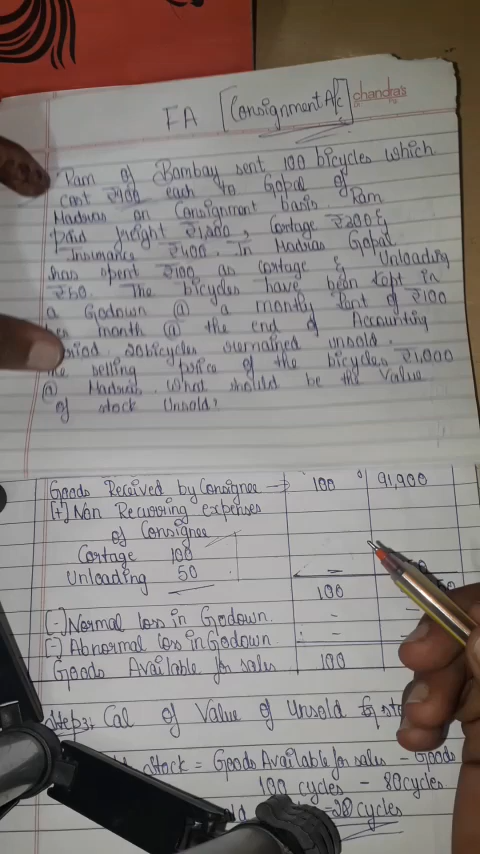 FA [Consignment A/c] chandra's
Ram of Bombay sent 100 bicycles which
cost ₹900 each to Gopal of
Madras on Consignment basis. Ram
paid freight ₹1,200, Cartage ₹200 &
Insurance ₹400. In Madras Gopal
has spent ₹100 as cartage & Unloading
₹50. The bicycles have been kept in
a Godown @ a montly Rent of ₹100
per month @ the end of Accounting
Period. 20 bicycles remained unsold.
The selling price of the bicycles ₹1,000
@ Madras. What should be the Value
of stock Unsold?
Goods Received by Consignee → 100 91,900
[+] Non Recurring expenses
of Consignee
Cartage 100
Unloading 50 -
100
(-) Normal loss in Godown. - -
(-) Abnormal loss in Godown. - -
Goods Available for sales 100
Step 3: Cal of Value of Unsold
Stock = Goods Available for sales - Goods
100 cycles - 80 cycles
cycles